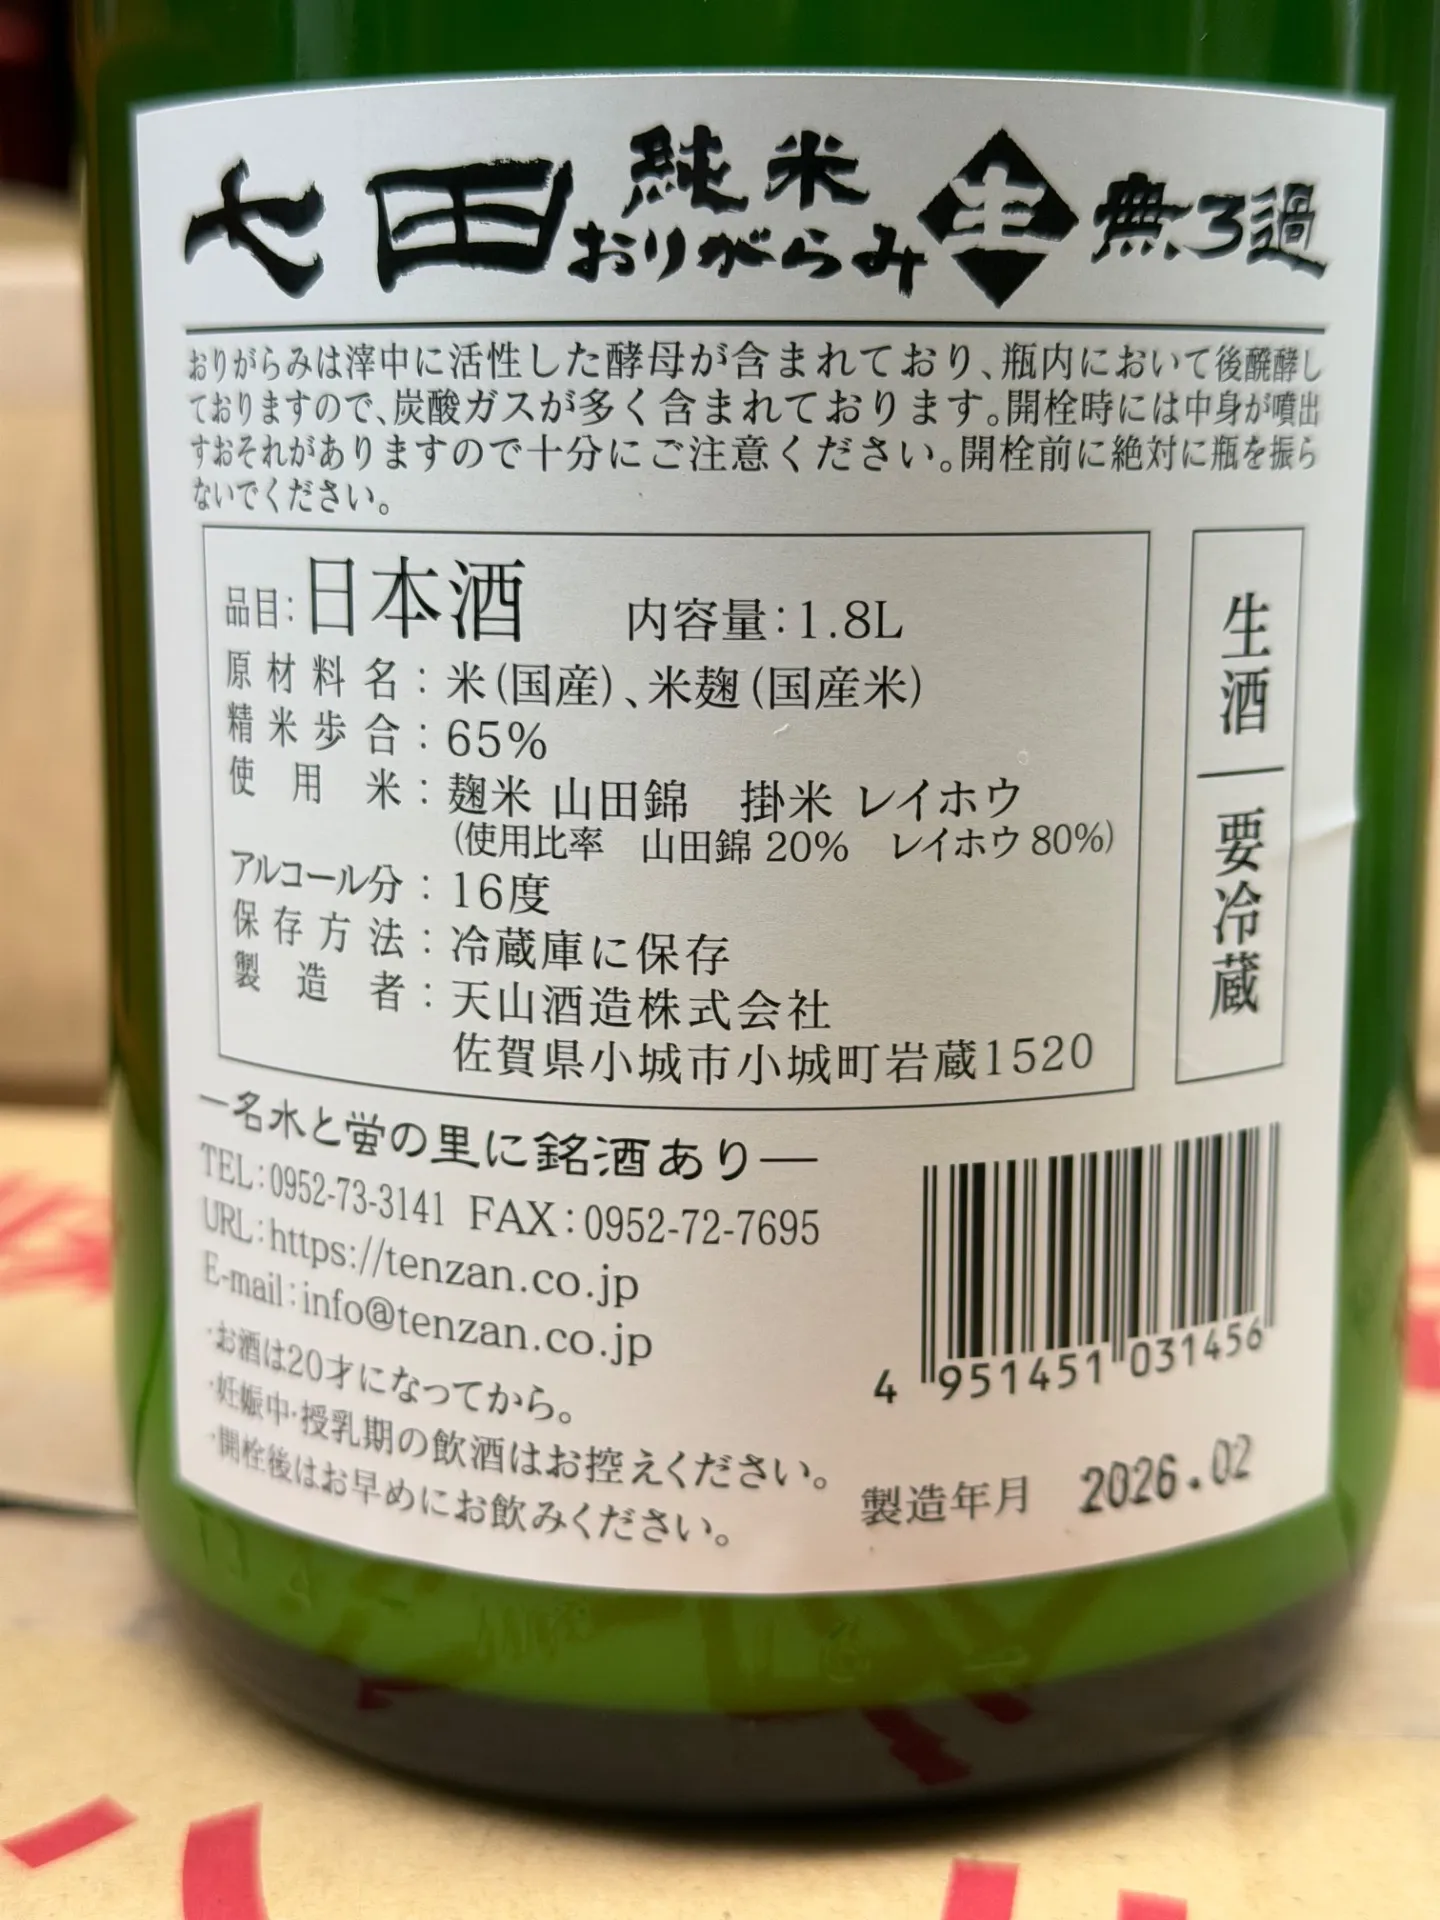 七田 純米 おりがらみ 生 無ろ過
おりがらみは滓中に活性した酵母が含まれており、瓶内において後醗酵し
ておりますので、炭酸ガスが多く含まれております。開栓時には中身が噴出
すおそれがありますので十分にご注意ください。開栓前に絶対に瓶を振ら
ないでください。
品目:日本酒 内容量:1.8L
原材料名:米(国産)、米麹(国産米)
精米歩合:65%
使用米:麹米 山田錦 掛米 レイホウ
(使用比率 山田錦 20% レイホウ 80%)
アルコール分:16度
保存方法:冷蔵庫に保存
製造者:天山酒造株式会社
佐賀県小城市小城町岩蔵1520
生酒 要冷蔵
―名水と蛍の里に銘酒あり―
TEL:0952-73-3141 FAX:0952-72-7695
URL:https://tenzan.co.jp
E-mail:info@tenzan.co.jp
・お酒は20才になってから。
・妊娠中・授乳期の飲酒はお控えください。
・開栓後はお早めにお飲みください。
4 951451 031456
製造年月 2026.02